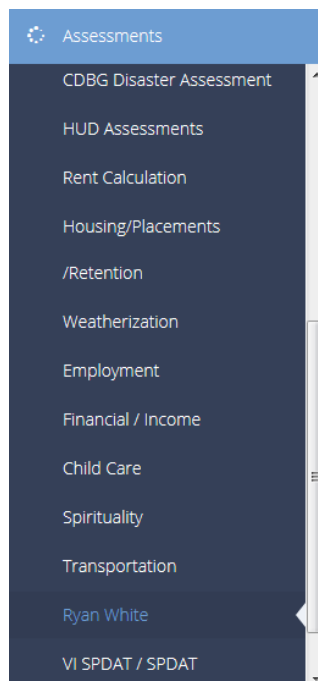 Assessments
CDBG Disaster Assessment
HUD Assessments
Rent Calculation
Housing/Placements
/Retention
Weatherization
Employment
Financial / Income
Child Care
Spirituality
Transportation
Ryan White
VI SPDAT / SPDAT